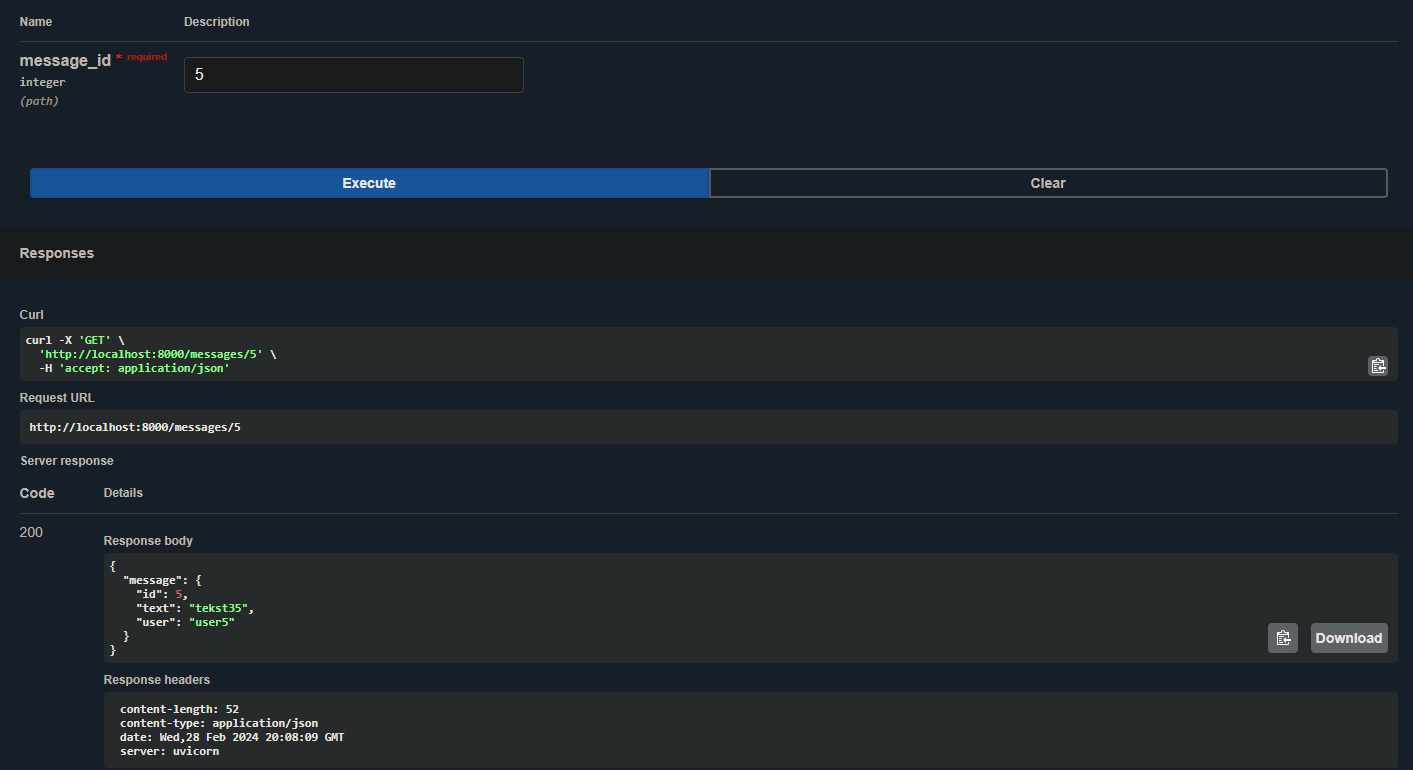 Name Description
message_id * required
integer
(path)
5
Execute Clear
Responses
Curl
curl -X 'GET' \
  'http://localhost:8000/messages/5' \
  -H 'accept: application/json'
Request URL
http://localhost:8000/messages/5
Server response
Code Details
200
Response body
{
  "message": {
    "id": 5,
    "text": "tekst35",
    "user": "user5"
  }
}
Download
Response headers
content-length: 52
content-type: application/json
date: Wed,28 Feb 2024 20:08:09 GMT
server: uvicorn